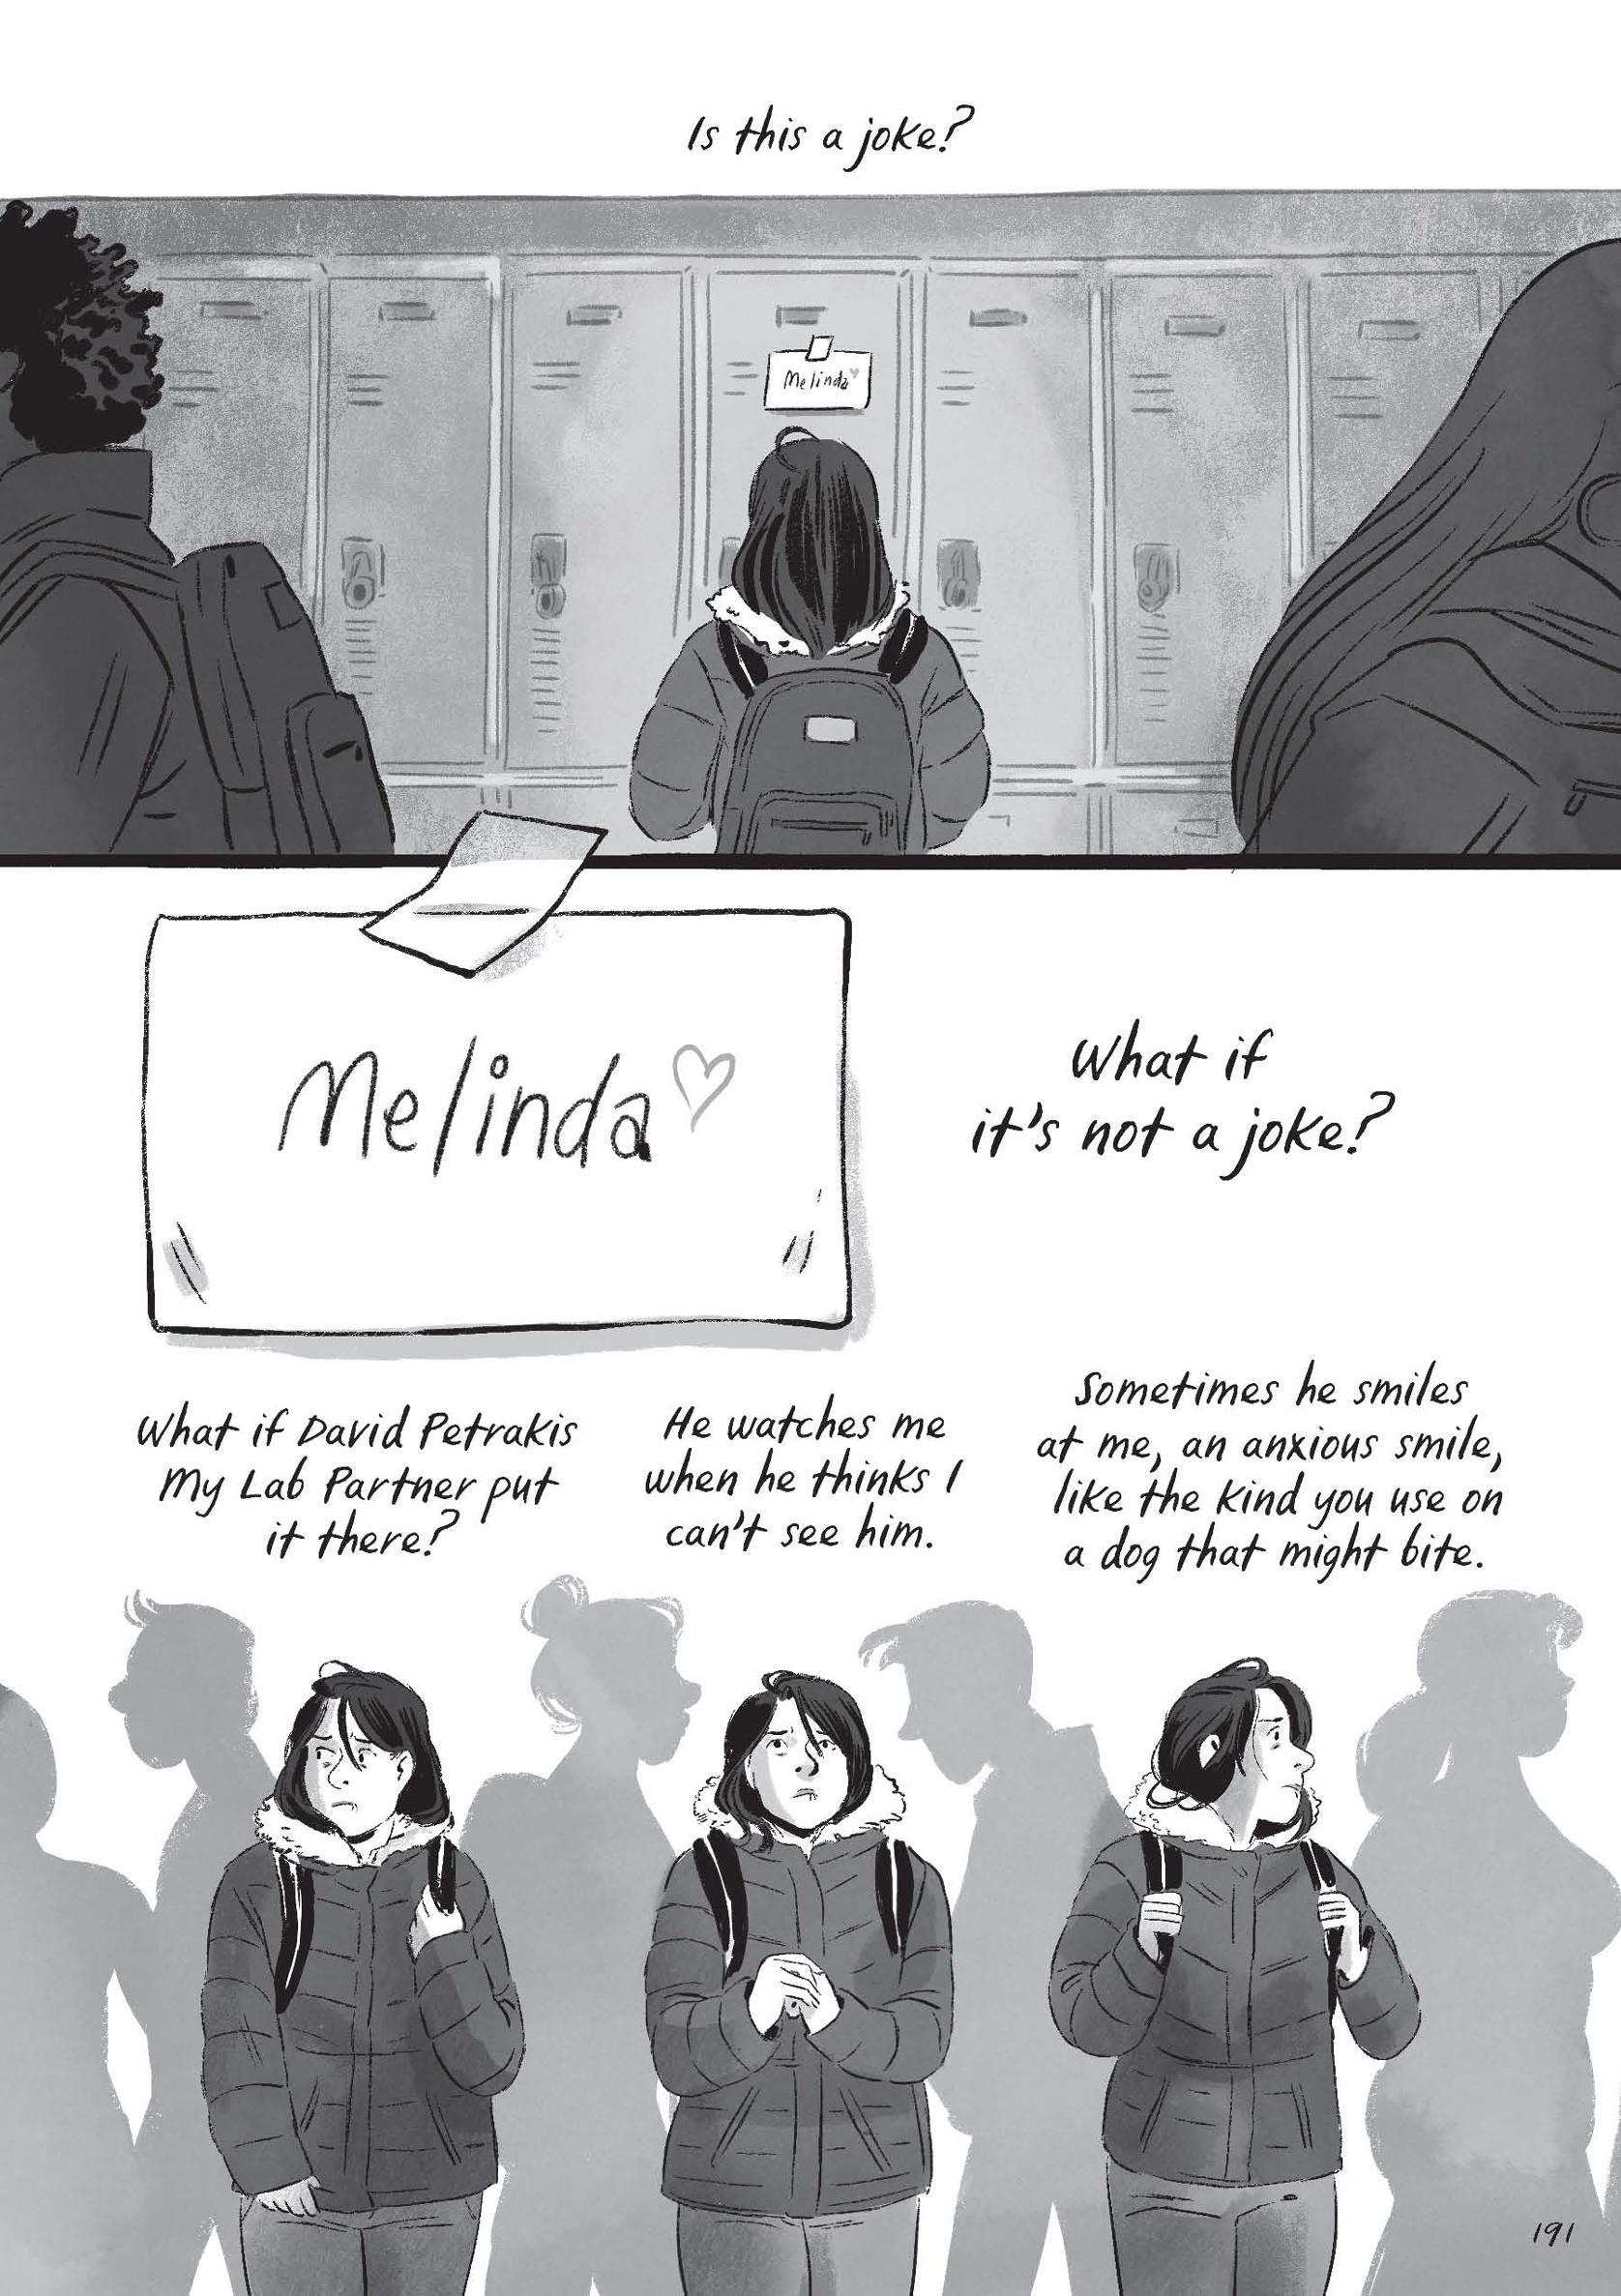 Is this a joke?
Melinda
Melinda
What if
it's not a joke?
What if David Petrakis
My Lab Partner put
it there?
He watches me
when he thinks I
can't see him.
Sometimes he smiles
at me, an anxious smile,
like the kind you use on
a dog that might bite.
191